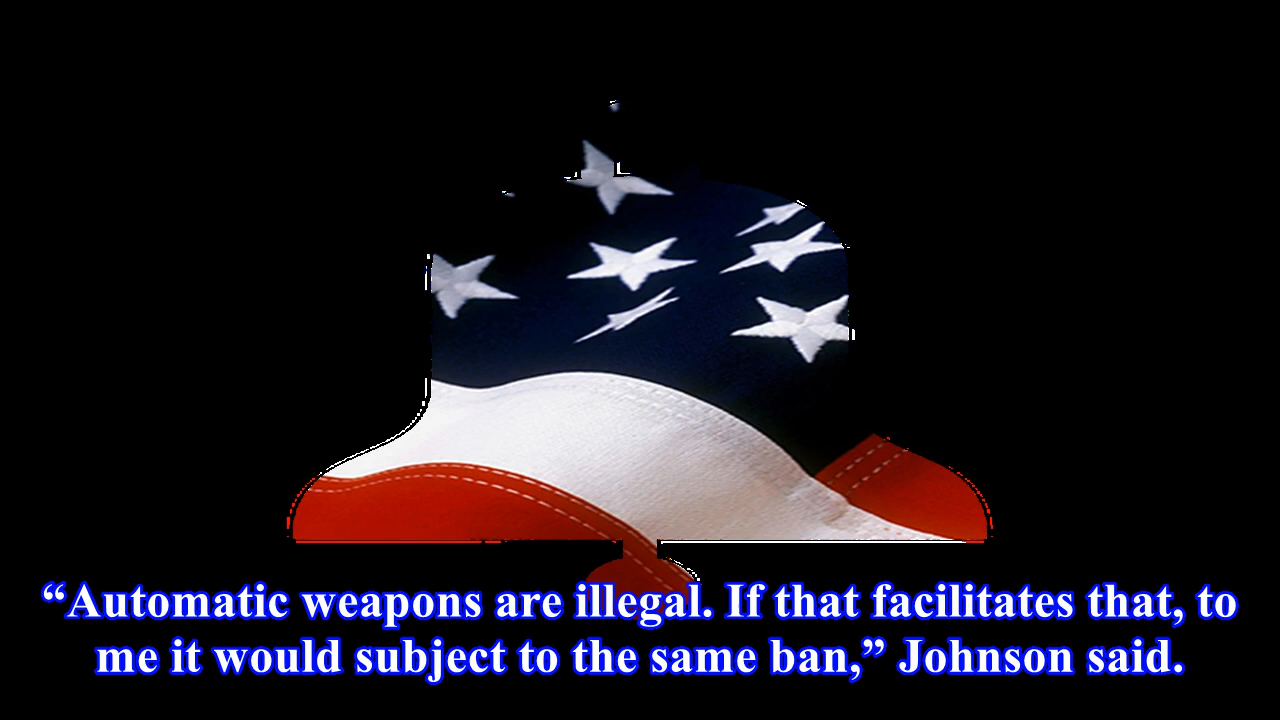 “Automatic weapons are illegal. If that facilitates that, to
me it would subject to the same ban,” Johnson said.